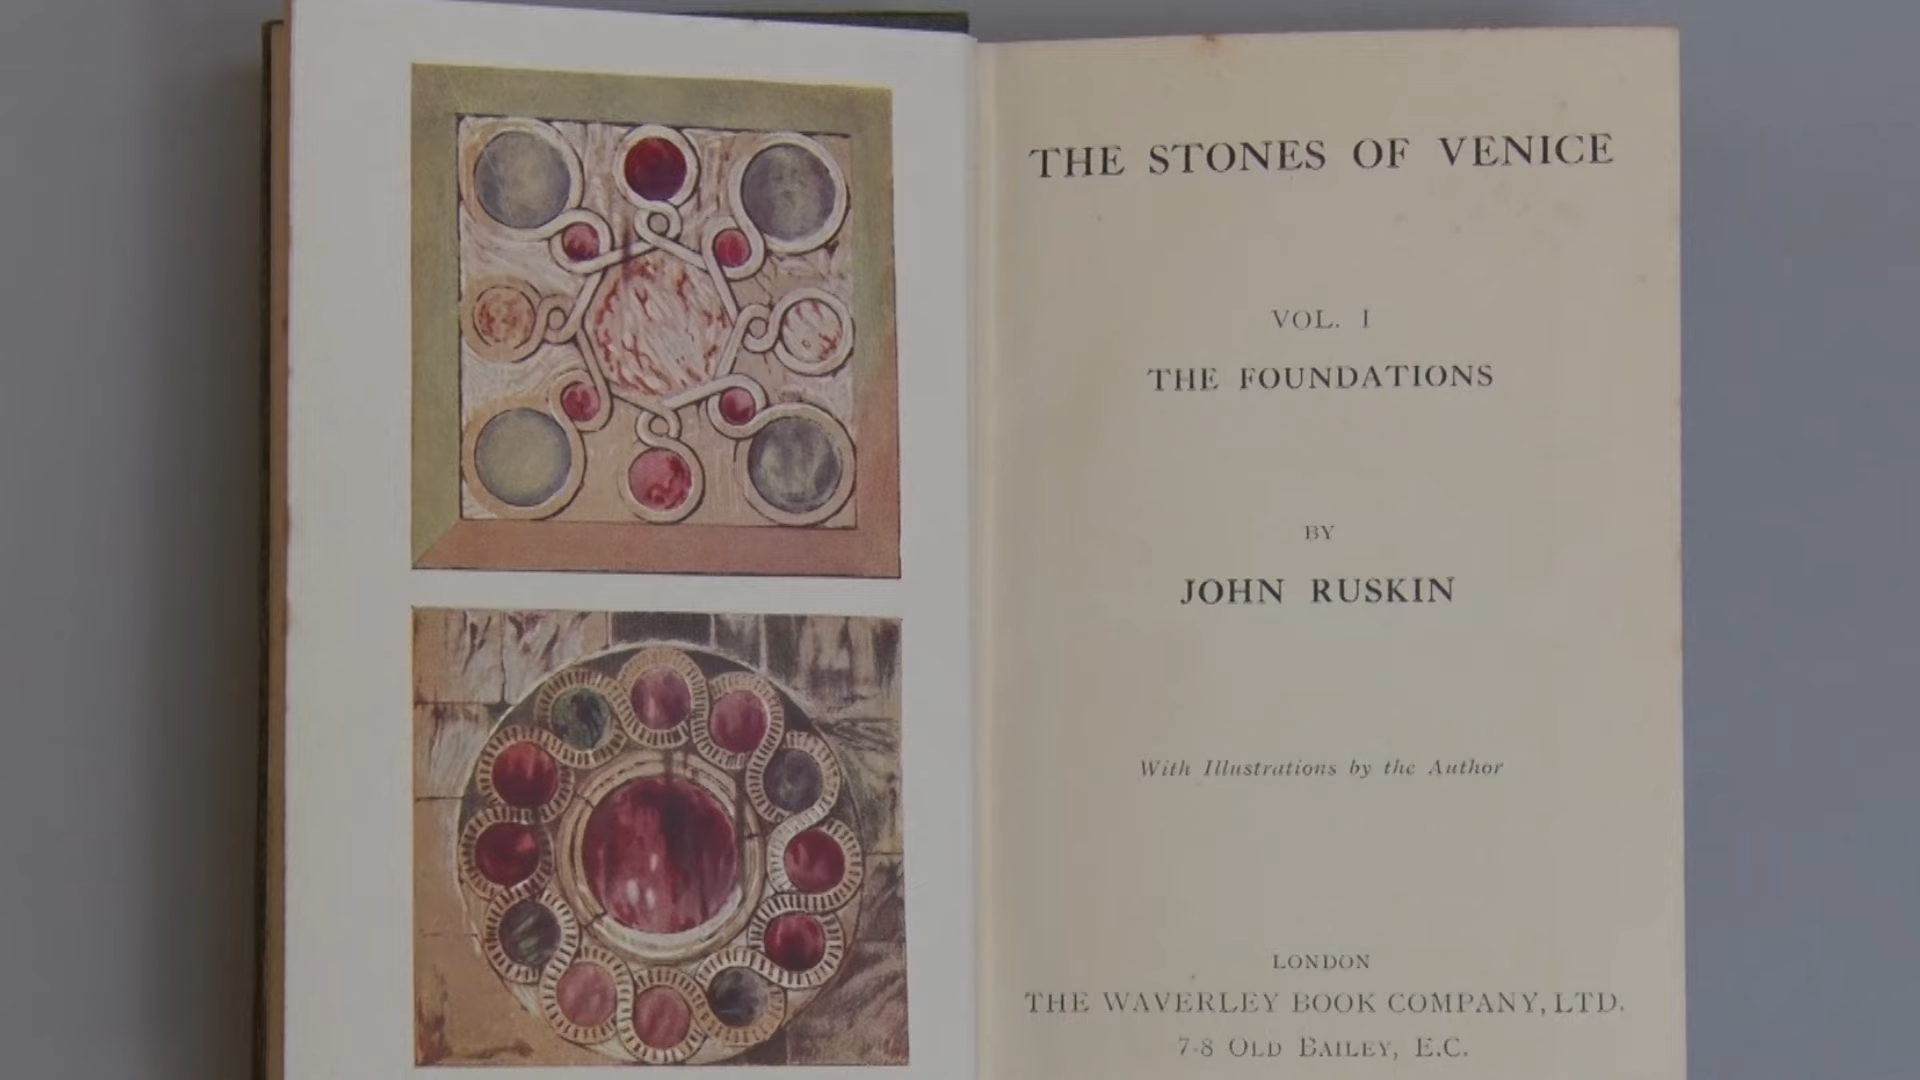 THE STONES OF VENICE
VOL. I
THE FOUNDATIONS
BY
JOHN RUSKIN
With Illustrations by the Author
LONDON
THE WAVERLEY BOOK COMPANY, LTD.
7-8 OLD BAILEY, E.C.